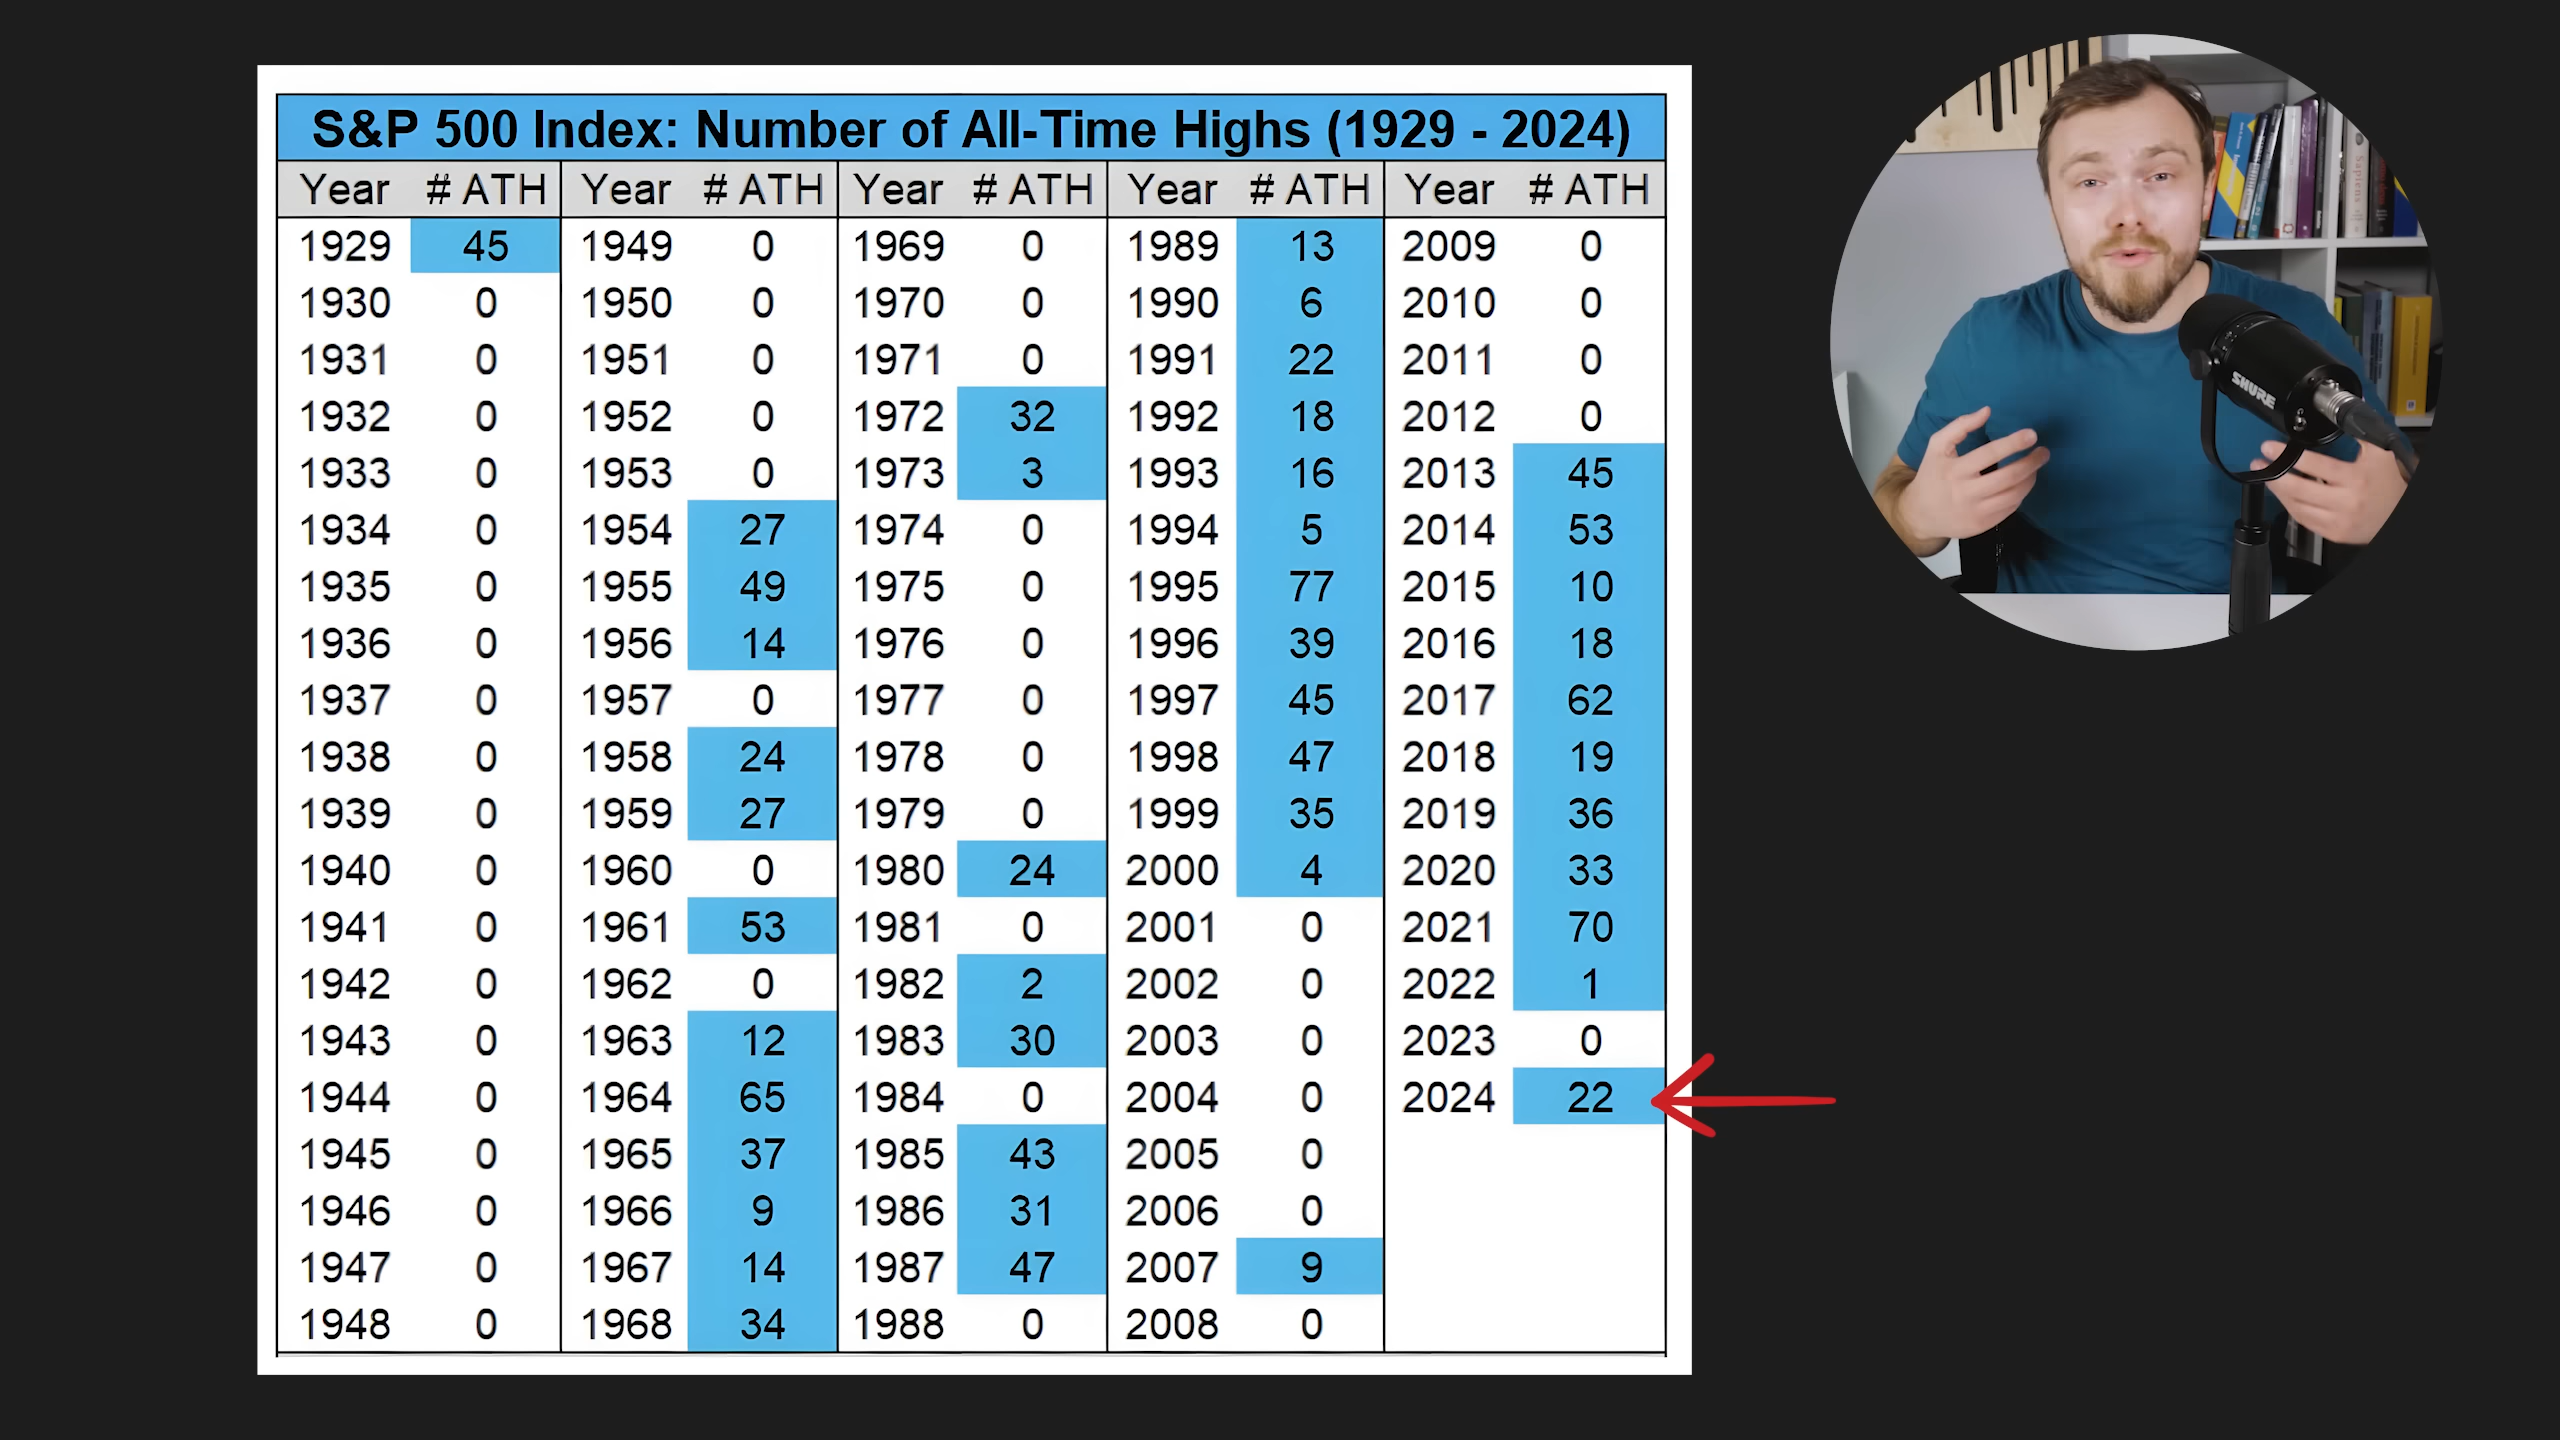 S&P 500 Index: Number of All-Time Highs (1929 - 2024)
Year # ATH Year # ATH Year # ATH Year # ATH Year # ATH
1929 45 1949 0 1969 0 1989 13 2009 0
1930 0 1950 0 1970 0 1990 6 2010 0
1931 0 1951 0 1971 0 1991 22 2011 0
1932 0 1952 0 1972 32 1992 18 2012 0
1933 0 1953 0 1973 3 1993 16 2013 45
1934 0 1954 27 1974 0 1994 5 2014 53
1935 0 1955 49 1975 0 1995 77 2015 10
1936 0 1956 14 1976 0 1996 39 2016 18
1937 0 1957 0 1977 0 1997 45 2017 62
1938 0 1958 24 1978 0 1998 47 2018 19
1939 0 1959 27 1979 0 1999 35 2019 36
1940 0 1960 0 1980 24 2000 4 2020 33
1941 0 1961 53 1981 0 2001 0 2021 70
1942 0 1962 0 1982 2 2002 0 2022 1
1943 0 1963 12 1983 30 2003 0 2023 0
1944 0 1964 65 1984 0 2004 0 2024 22
1945 0 1965 37 1985 43 2005 0
1946 0 1966 9 1986 31 2006 0
1947 0 1967 14 1987 47 2007 9
1948 0 1968 34 1988 0 2008 0
SHURE
Sapiens